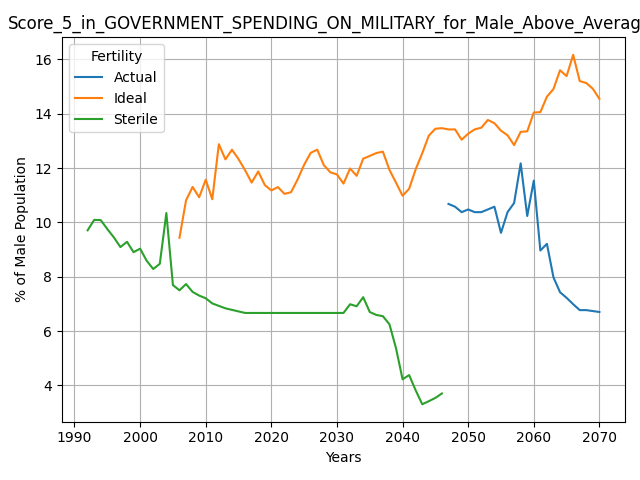 Score_5_in_GOVERNMENT_SPENDING_ON_MILITARY_for_Male_Above_Averag
Fertility
Actual
Ideal
Sterile
% of Male Population
16
14
12
10
8
6
4
1990 2000 2010 2020 2030 2040 2050 2060 2070
Years